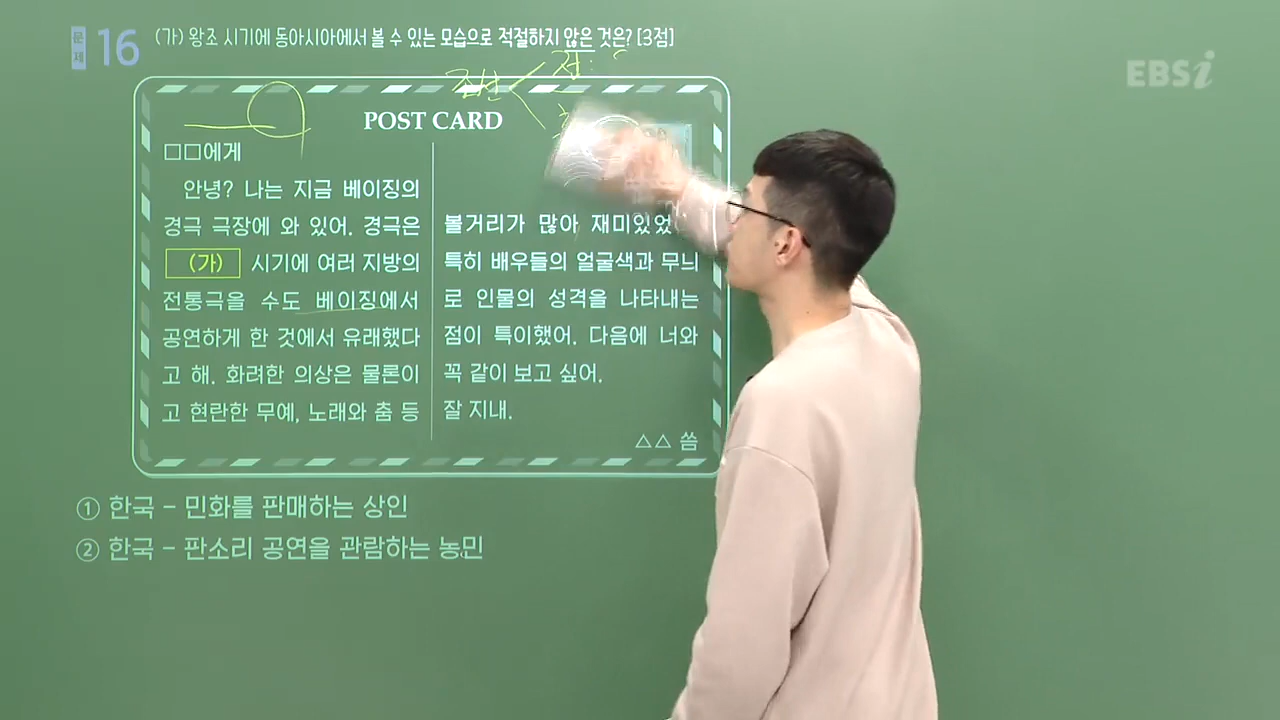 문제 16 (가) 왕조 시기에 동아시아에서 볼 수 있는 모습으로 적절하지 않은 것은? [3점]
EBSi
조선
POST CARD
□□에게
안녕? 나는 지금 베이징의
경극 극장에 와 있어. 경극은
(가) 시기에 여러 지방의
전통극을 수도 베이징에서
공연하게 한 것에서 유래했다
고 해. 화려한 의상은 물론이
고 현란한 무예, 노래와 춤 등
볼거리가 많아 재미있었
특히 배우들의 얼굴색과 무늬
로 인물의 성격을 나타내는
점이 특이했어. 다음에 너와
꼭 같이 보고 싶어.
잘 지내.
△△ 씀
① 한국 – 민화를 판매하는 상인
② 한국 – 판소리 공연을 관람하는 농민